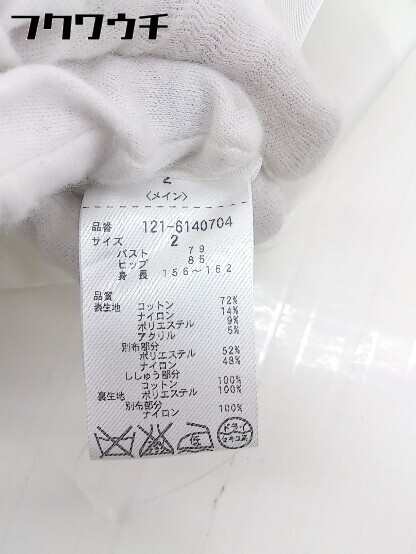 フクワウチ
2
〈メイン〉
品番 121-6140704
サイズ 2
バスト 79
ヒップ 85
身長 156～162
品質
表生地 コットン 72%
ナイロン 14%
ポリエステル 9%
アクリル 5%
別布部分
ポリエステル 52%
ナイロン 48%
ししゅう部分
コットン 100%
裏生地 ポリエステル 100%
別布部分
ナイロン 100%
低 ドライ
セキユ系